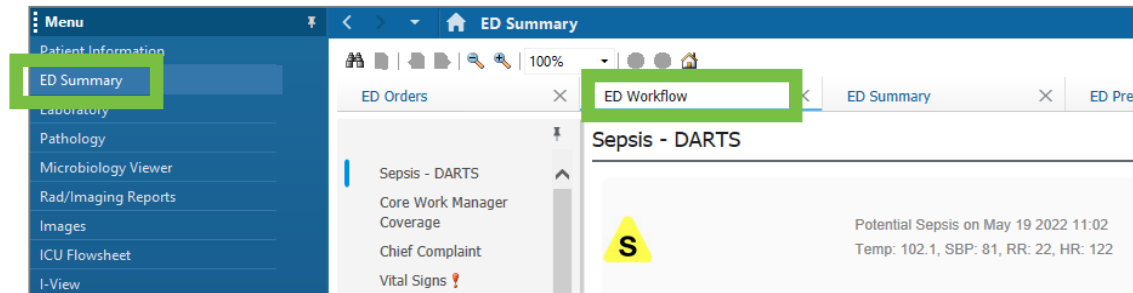 Menu
ED Summary
Patient Information
ED Summary
Laboratory
Pathology
Microbiology Viewer
Rad/Imaging Reports
Images
ICU Flowsheet
I-View
100%
ED Orders
ED Workflow
ED Summary
ED Pre
Sepsis - DARTS
Core Work Manager
Coverage
Chief Complaint
Vital Signs
Sepsis - DARTS
S
Potential Sepsis on May 19 2022 11:02
Temp: 102.1, SBP: 81, RR: 22, HR: 122